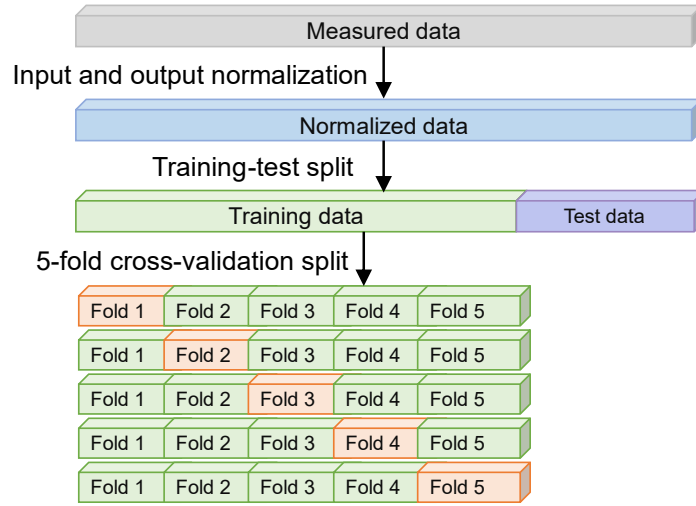 Measured data
Input and output normalization
Normalized data
Training-test split
Training data Test data
5-fold cross-validation split
Fold 1 Fold 2 Fold 3 Fold 4 Fold 5
Fold 1 Fold 2 Fold 3 Fold 4 Fold 5
Fold 1 Fold 2 Fold 3 Fold 4 Fold 5
Fold 1 Fold 2 Fold 3 Fold 4 Fold 5
Fold 1 Fold 2 Fold 3 Fold 4 Fold 5